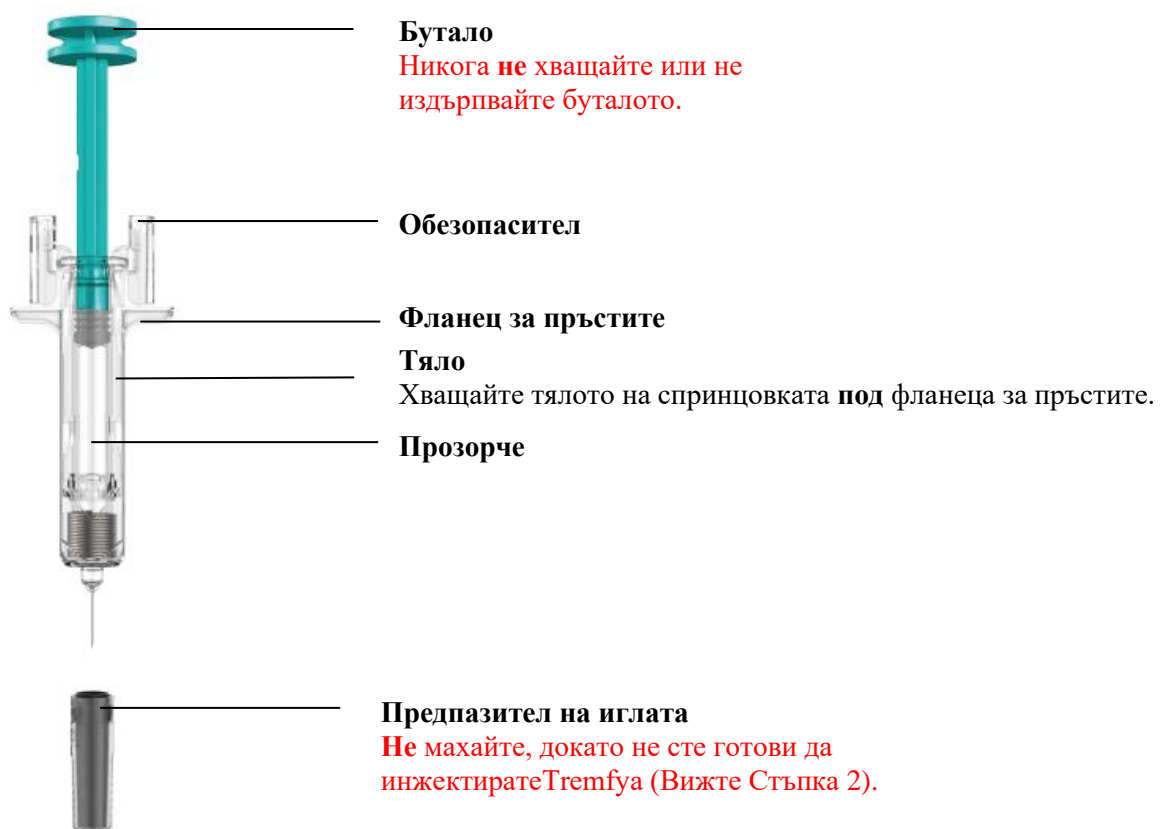 Бутало
Никога не хващайте или не
издърпвайте буталото.
Обезопасител
Фланец за пръстите
Тяло
Хващайте тялото на спринцовката под фланеца за пръстите.
Прозорче
Предпазител на иглата
Не махайте, докато не сте готови да
инжектиратеTremfya (Вижте Стъпка 2).